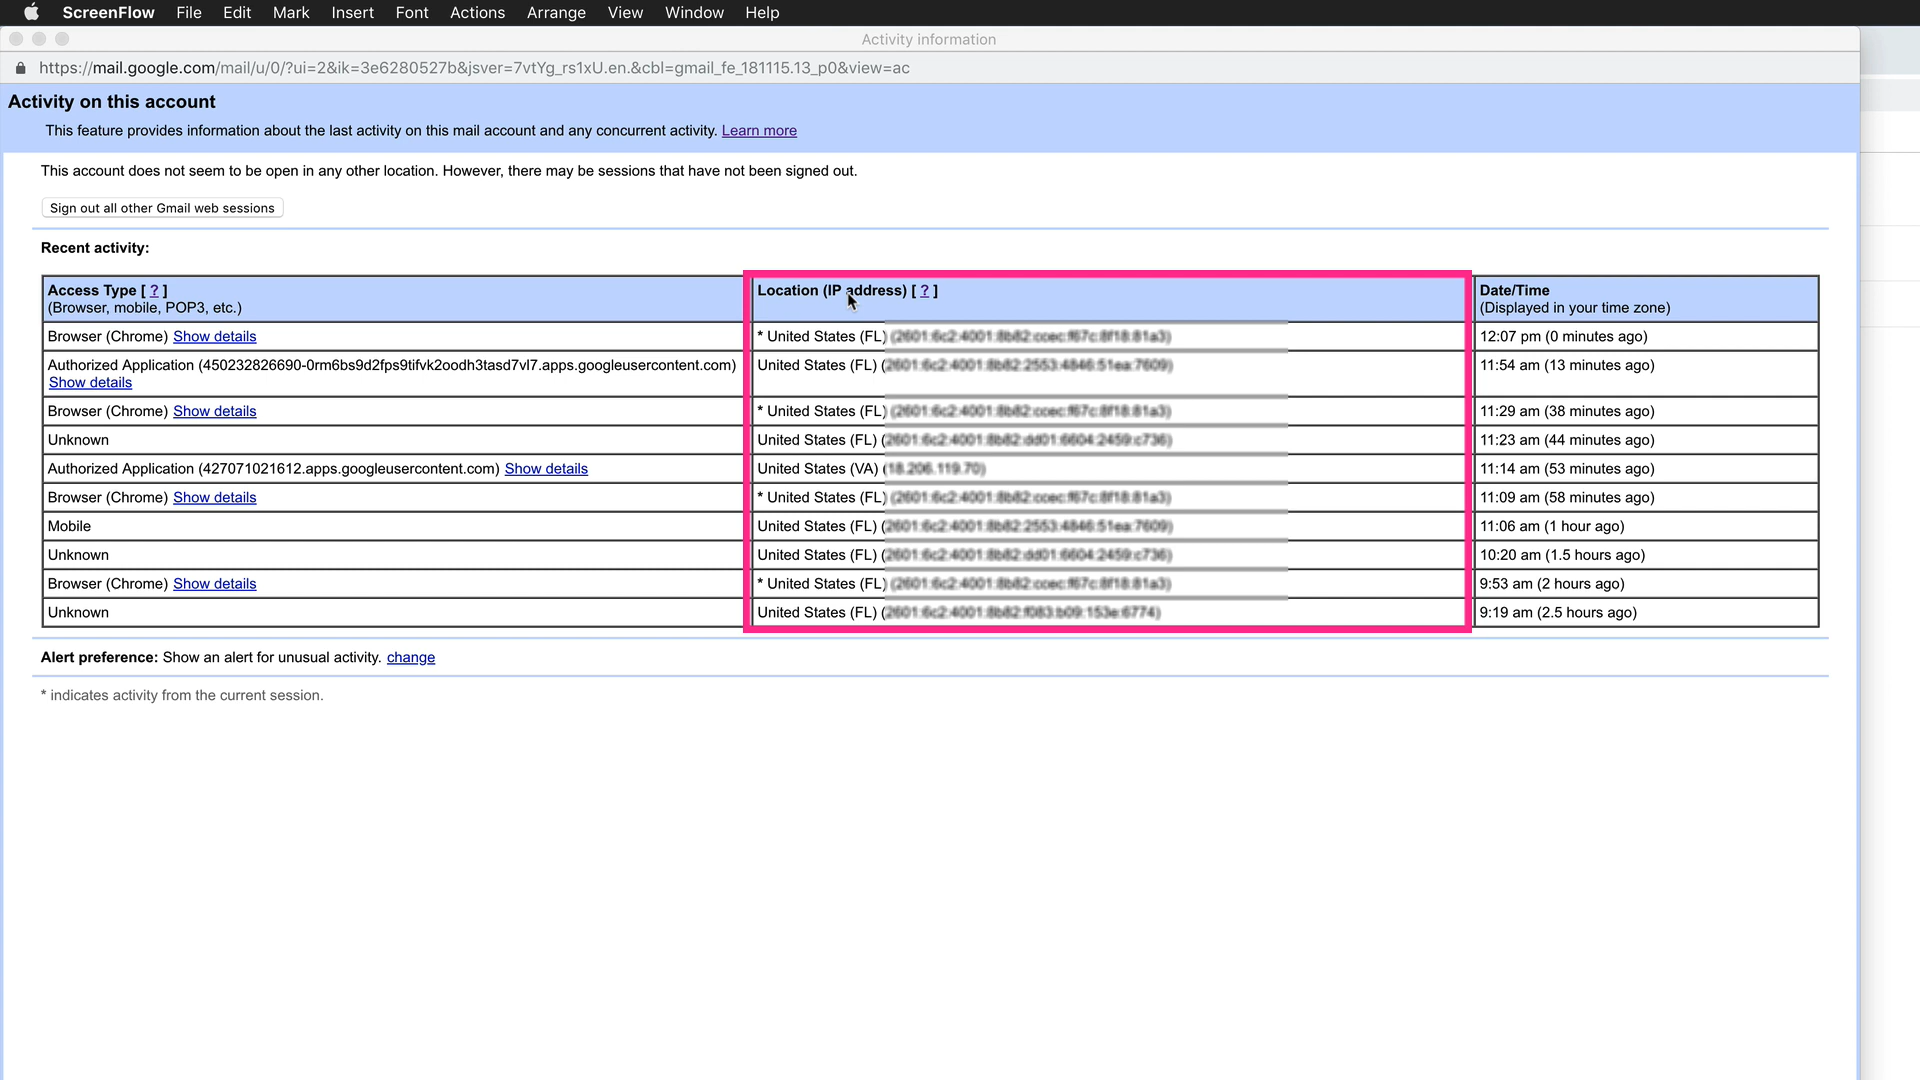 ScreenFlow File Edit Mark Insert Font Actions Arrange View Window Help
Activity information
https://mail.google.com/mail/u/0/?ui=2&ik=3e6280527b&jsver=7vtYg_rs1xU.en.&cbl=gmail_fe_181115.13_p0&view=ac
Activity on this account
This feature provides information about the last activity on this mail account and any concurrent activity. Learn more
This account does not seem to be open in any other location. However, there may be sessions that have not been signed out.
Sign out all other Gmail web sessions
Recent activity:
Access Type [ ? ] Location (IP address) [ ? ] Date/Time
(Browser, mobile, POP3, etc.) (Displayed in your time zone)
Browser (Chrome) Show details * United States (FL) 12:07 pm (0 minutes ago)
Authorized Application (450232826690-0rm6bs9d2fps9tifvk2oodh3tasd7vl7.apps.googleusercontent.com) United States (FL) 11:54 am (13 minutes ago)
Show details
Browser (Chrome) Show details * United States (FL) 11:29 am (38 minutes ago)
Unknown United States (FL) 11:23 am (44 minutes ago)
Authorized Application (427071021612.apps.googleusercontent.com) Show details United States (VA) 11:14 am (53 minutes ago)
Browser (Chrome) Show details * United States (FL) 11:09 am (58 minutes ago)
Mobile United States (FL) 11:06 am (1 hour ago)
Unknown United States (FL) 10:20 am (1.5 hours ago)
Browser (Chrome) Show details * United States (FL) 9:53 am (2 hours ago)
Unknown United States (FL) 9:19 am (2.5 hours ago)
Alert preference: Show an alert for unusual activity. change
* indicates activity from the current session.